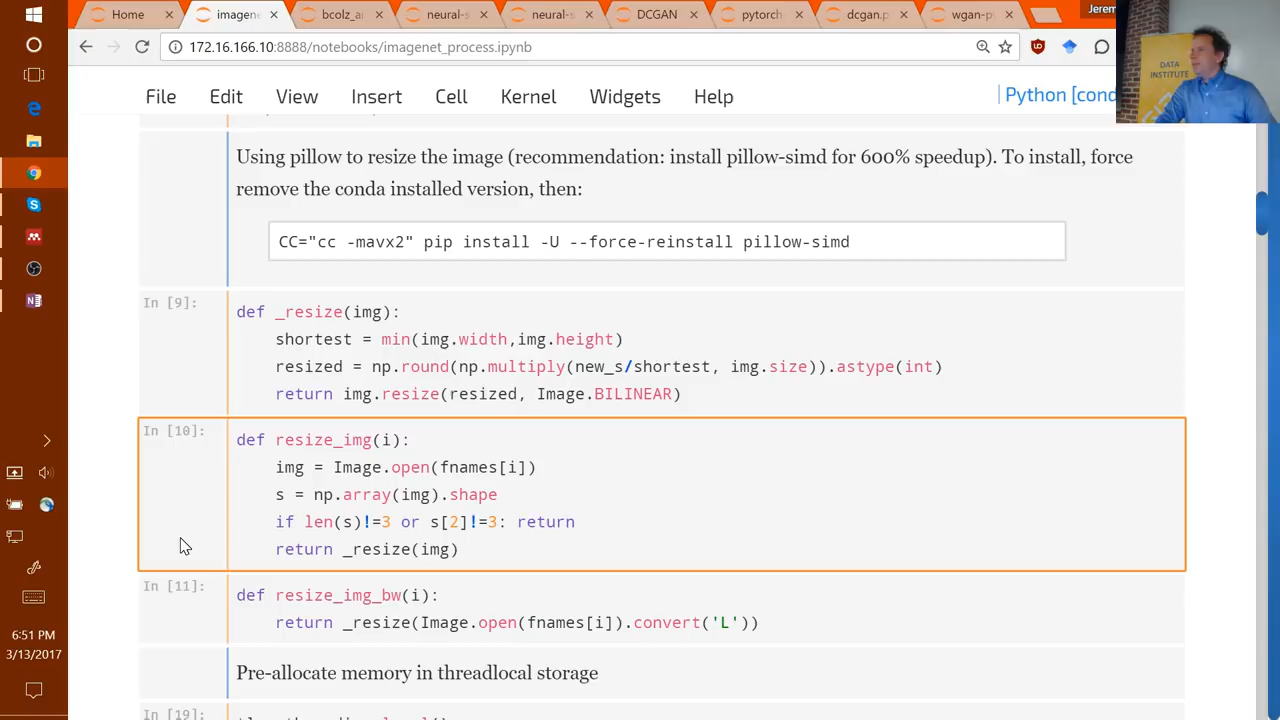 Home
imagene
bcolz_ar
neural-s
neural-s
DCGAN
pytorch
dcgan.p
wgan-p
Jerem
172.16.166.10:8888/notebooks/imagenet_process.ipynb
File Edit View Insert Cell Kernel Widgets Help
Python [cond
DATA
INSTITUTE
Using pillow to resize the image (recommendation: install pillow-simd for 600% speedup). To install, force
remove the conda installed version, then:
CC="cc -mavx2" pip install -U --force-reinstall pillow-simd
In [9]:
def _resize(img):
shortest = min(img.width,img.height)
resized = np.round(np.multiply(new_s/shortest, img.size)).astype(int)
return img.resize(resized, Image.BILINEAR)
In [10]:
def resize_img(i):
img = Image.open(fnames[i])
s = np.array(img).shape
if len(s)!=3 or s[2]!=3: return
return _resize(img)
In [11]:
def resize_img_bw(i):
return _resize(Image.open(fnames[i]).convert('L'))
Pre-allocate memory in threadlocal storage
In [19]:
6:51 PM
3/13/2017